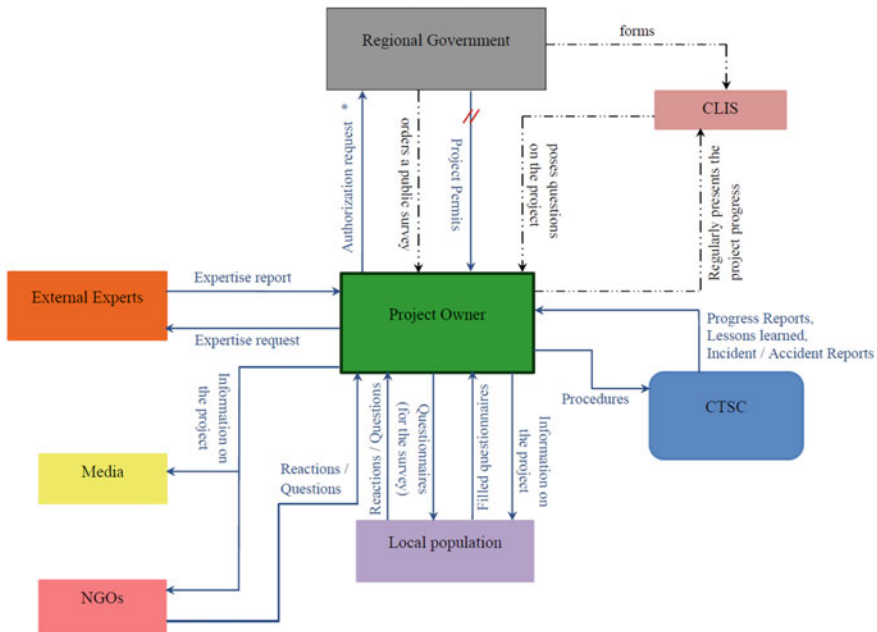 Regional Government
forms
CLIS
Authorization request *
orders a public survey
Project Permits
poses questions
on the project
Regularly presents the
project progress
External Experts
Expertise report
Expertise request
Project Owner
Progress Reports,
Lessons learned,
Incident / Accident Reports
Procedures
CTSC
Information on
the project
Media
Reactions /
Questions
Reactions / Questions
Questionnaires
(for the survey)
Filled questionnaires
Information on
the project
Local population
NGOs